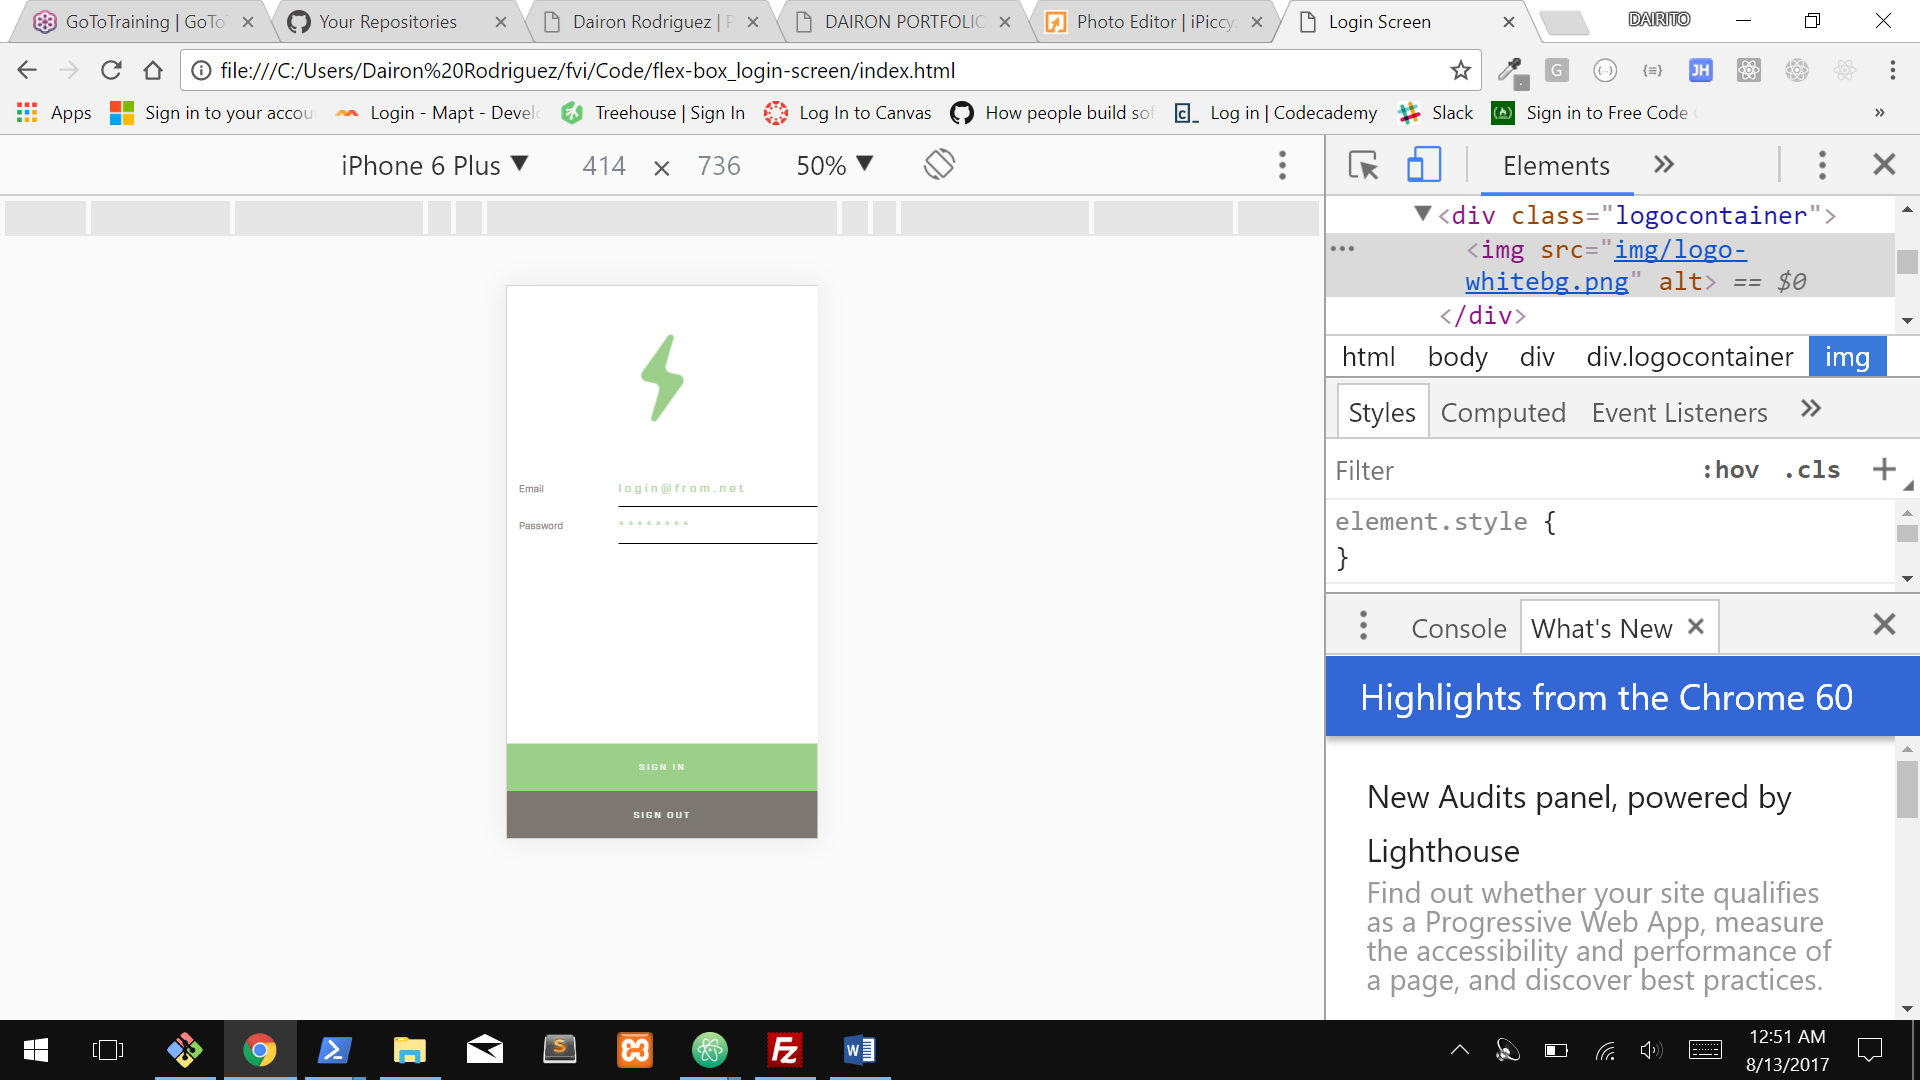 GoToTraining | GoTo
Your Repositories
Dairon Rodriguez |
DAIRON PORTFOLIO
Photo Editor | iPiccy
Login Screen
DAIRITO
file:///C:/Users/Dairon%20Rodriguez/fvi/Code/flex-box_login-screen/index.html
Apps
Sign in to your accou
Login - Mapt - Devel
Treehouse | Sign In
Log In to Canvas
How people build sof
Log in | Codecademy
Slack
Sign in to Free Code
»
iPhone 6 Plus ▼ 414 × 736 50% ▼
Elements »
<div class="logocontainer">
<img src="img/logo-
whitebg.png" alt> == $0
</div>
html body div div.logocontainer img
Styles Computed Event Listeners »
Filter :hov .cls +
element.style {
}
Email login@from.net
Password ********
SIGN IN
SIGN OUT
Console What's New ×
Highlights from the Chrome 60
New Audits panel, powered by
Lighthouse
Find out whether your site qualifies
as a Progressive Web App, measure
the accessibility and performance of
a page, and discover best practices.
12:51 AM
8/13/2017